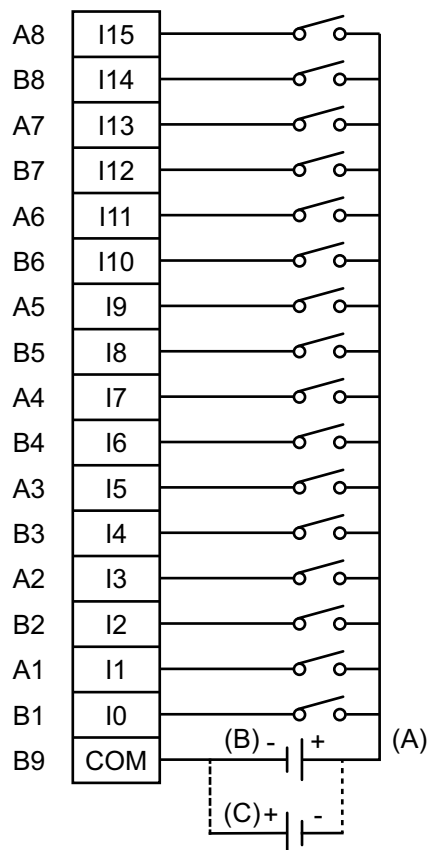 A8 I15
B8 I14
A7 I13
B7 I12
A6 I11
B6 I10
A5 I9
B5 I8
A4 I7
B4 I6
A3 I5
B3 I4
A2 I3
B2 I2
A1 I1
B1 I0
B9 COM (B) - + (A)
(C) + -